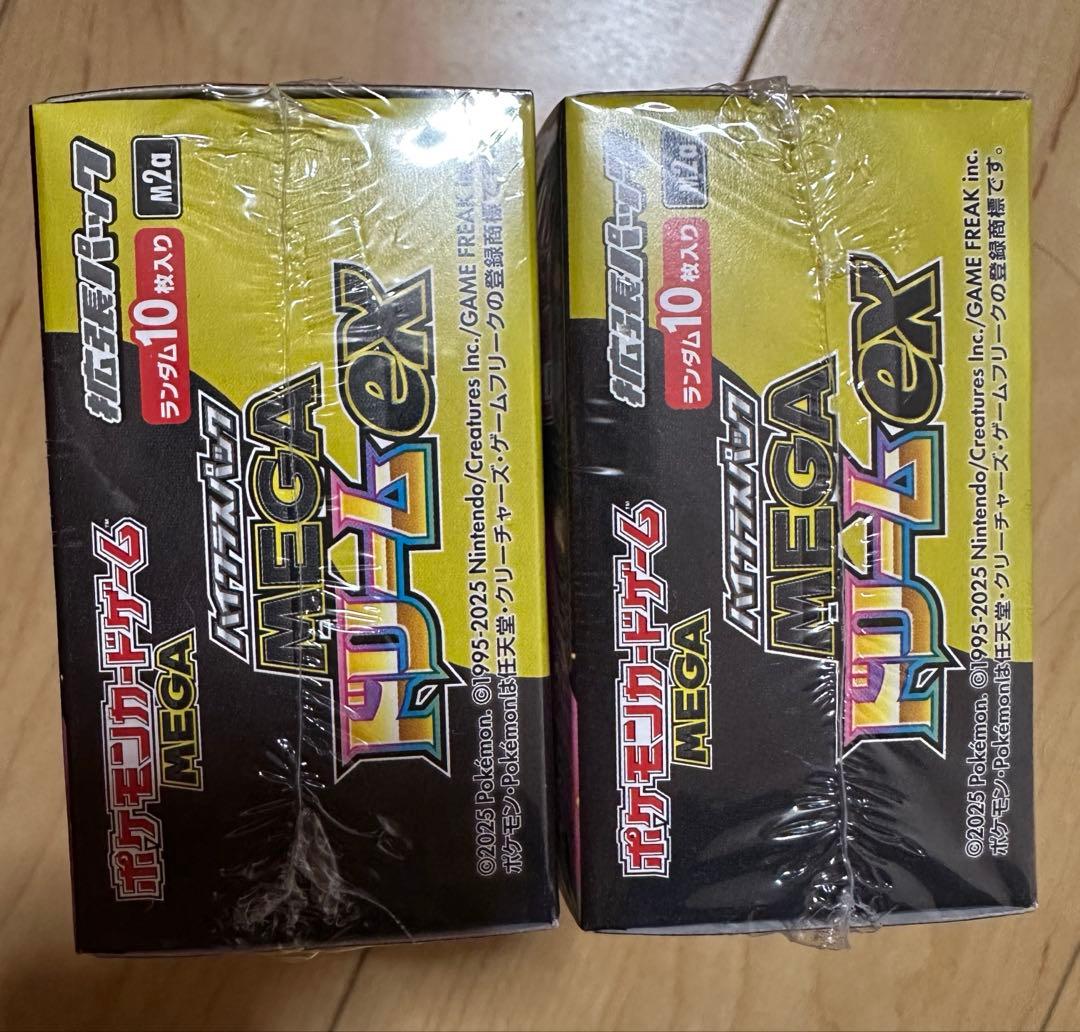 拡張パック
M2a
ランダム10枚入り
ポケモンカードゲーム™
MEGA
ハイクラスパック
MEGA
ドリームex
©2025 Pokémon. ©1995-2025 Nintendo/Creatures Inc./GAME FREAK
ポケモン・Pokémonは任天堂・クリーチャーズ・ゲームフリークの登録商標で
拡張パック
M2a
ランダム10枚入り
ポケモンカードゲーム™
MEGA
ハイクラスパック
MEGA
ドリームex
©2025 Pokémon. ©1995-2025 Nintendo/Creatures Inc./GAME FREAK inc.
ポケモン・Pokémonは任天堂・クリーチャーズ・ゲームフリークの登録商標です。